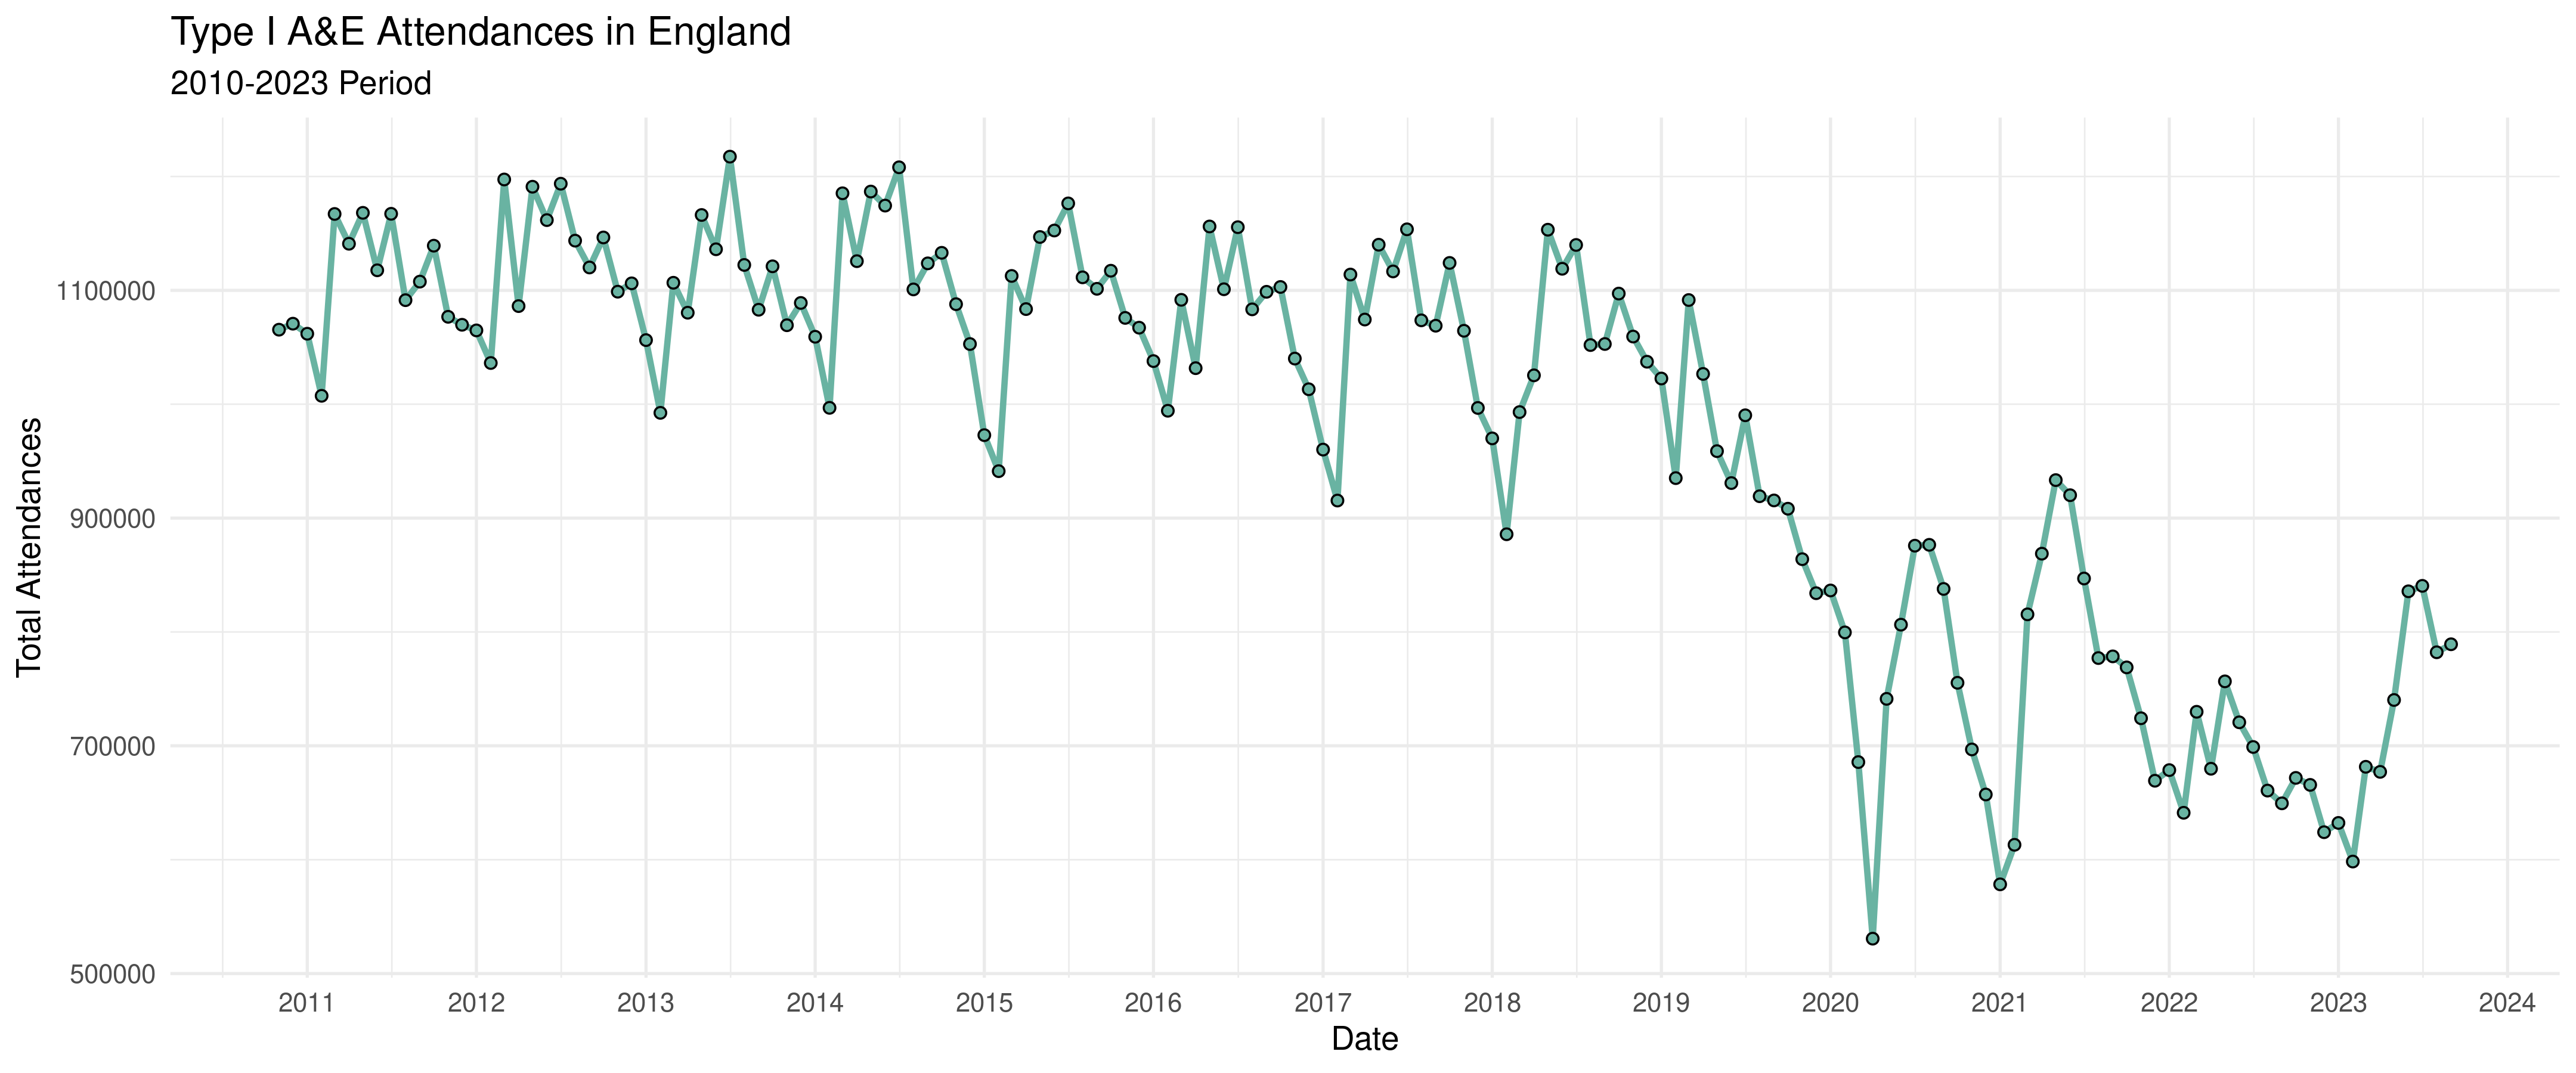 Type I A&E Attendances in England
2010-2023 Period
Total Attendances
1100000
900000
700000
500000
2011 2012 2013 2014 2015 2016 2017 2018 2019 2020 2021 2022 2023 2024
Date